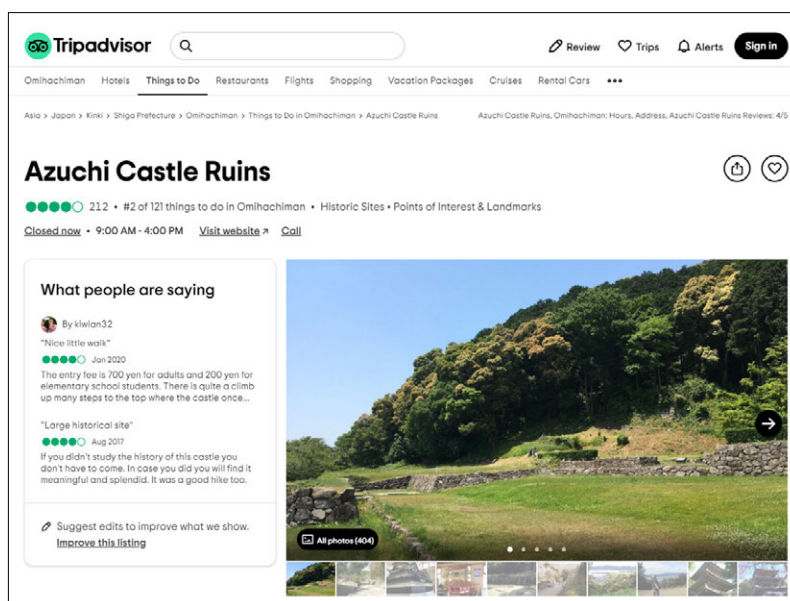 Tripadvisor
Review Trips Alerts Sign in
Omihachiman Hotels Things to Do Restaurants Flights Shopping Vacation Packages Cruises Rental Cars •••
Asia > Japan > Kinki > Shiga Prefecture > Omihachiman > Things to Do in Omihachiman > Azuchi Castle Ruins
Azuchi Castle Ruins, Omihachiman: Hours, Address, Azuchi Castle Ruins Reviews: 4/5
Azuchi Castle Ruins
212 • #2 of 121 things to do in Omihachiman • Historic Sites • Points of Interest & Landmarks
Closed now • 9:00 AM - 4:00 PM Visit website Call
What people are saying
By kiwian32
"Nice little walk"
Jan 2020
The entry fee is 700 yen for adults and 200 yen for
elementary school students. There is quite a climb
up many steps to the top where the castle once...
"Large historical site"
Aug 2017
If you didn't study the history of this castle you
don't have to come. In case you did you will find it
meaningful and splendid. It was a good hike too.
Suggest edits to improve what we show.
Improve this listing
All photos (404)